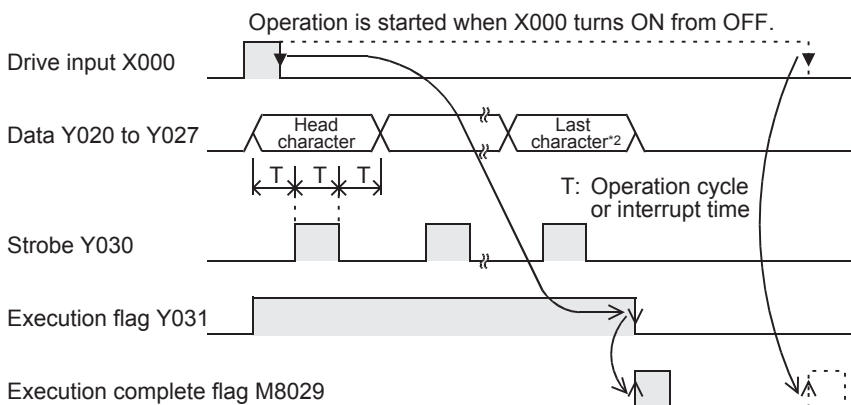 Operation is started when X000 turns ON from OFF.
Drive input X000
Data Y020 to Y027
Head
character
Last
character*2
T T T
T: Operation cycle
or interrupt time
Strobe Y030
Execution flag Y031
Execution complete flag M8029